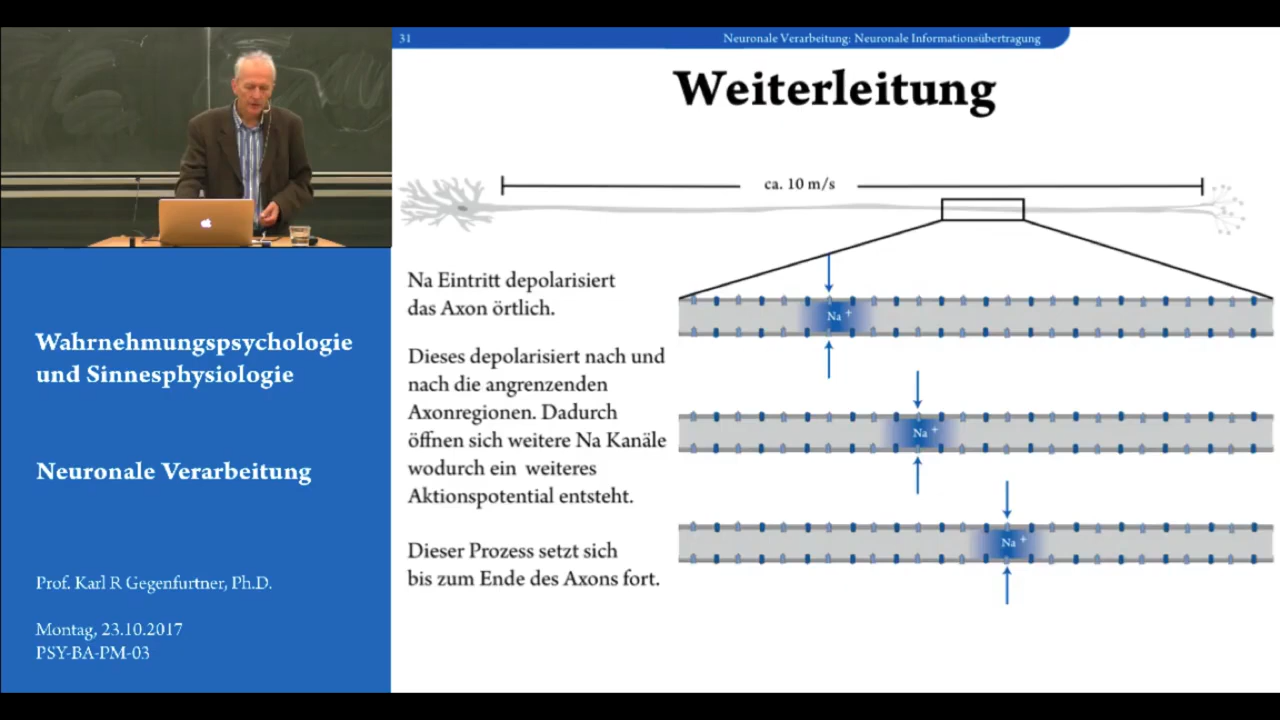 31
Neuronale Verarbeitung: Neuronale Informationsübertragung
Weiterleitung
ca. 10 m/s
Na Eintritt depolarisiert
das Axon örtlich.
Dieses depolarisiert nach und
nach die angrenzenden
Axonregionen. Dadurch
öffnen sich weitere Na Kanäle
wodurch ein  weiteres
Aktionspotential entsteht.
Dieser Prozess setzt sich
bis zum Ende des Axons fort.
Na +
Na +
Na +
Wahrnehmungspsychologie
und Sinnesphysiologie
Neuronale Verarbeitung
Prof. Karl R Gegenfurtner, Ph.D.
Montag, 23.10.2017
PSY-BA-PM-03